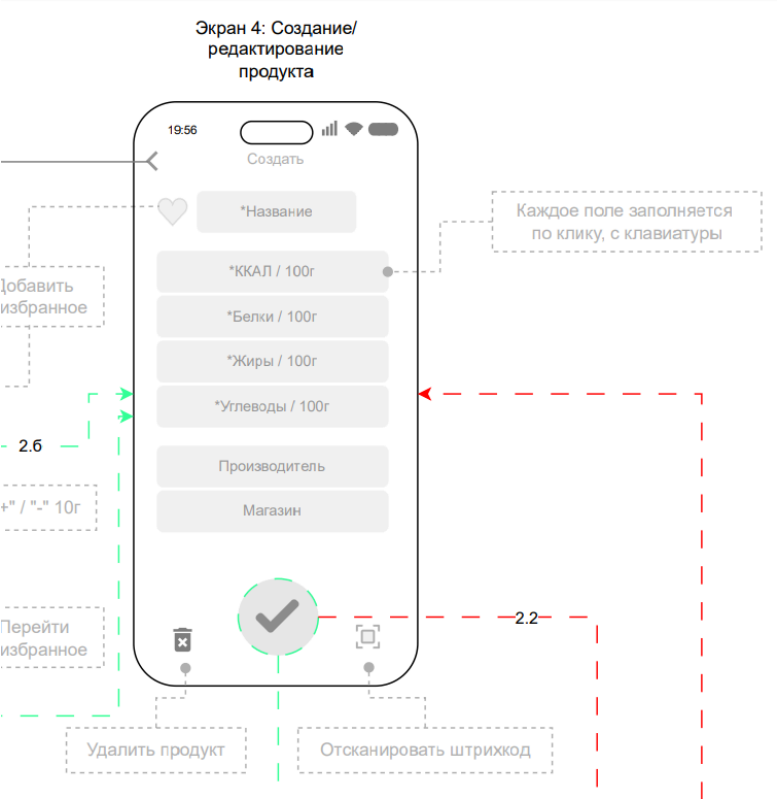 Экран 4: Создание/
редактирование
продукта
19:56
Создать
*Название
Каждое поле заполняется
по клику, с клавиатуры
*ККАЛ / 100г
Добавить
избранное
*Белки / 100г
*Жиры / 100г
*Углеводы / 100г
2.6
Производитель
+" / "-" 10г
Магазин
2.2
Перейти
избранное
Удалить продукт
Отсканировать штрихкод